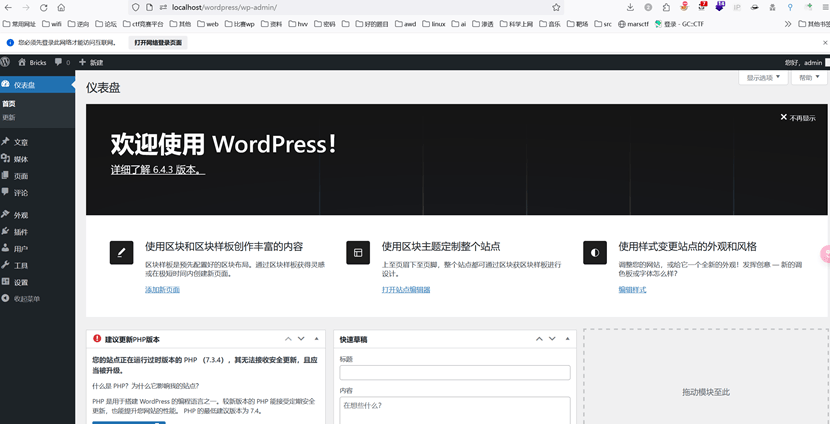 localhost/wordpress/wp-admin/
常用网址 wifi 逆向 论坛 ctf竞赛平台 其他 web 比赛wp 资料 hvv 密码 好的题目 awd linux ai 渗透 科学上网 音乐 靶场 src marsctf 登录 - GC::CTF 其他书签
您必须先登录此网络才能访问互联网。 打开网络登录页面
Bricks 0 新建 您好，admin
仪表盘
首页
更新
文章
媒体
页面
评论
外观
插件
用户
工具
设置
收起菜单
仪表盘
显示选项 帮助
不再显示
欢迎使用 WordPress！
详细了解 6.4.3 版本。
使用区块和区块样板创作丰富的内容
区块样板是预先配置好的区块布局。通过区块样板获得灵感
或在极短时间内创建新页面。
添加新页面
使用区块主题定制整个站点
上至页眉下至页脚、整个站点都可通过区块获区块样板进行
设计。
打开站点编辑器
使用样式变更站点的外观和风格
调整您的网站，或给它一个全新的外观！发挥创意 — 新的调
色板或字体怎么样？
编辑样式
建议更新PHP版本
您的站点正在运行过时版本的 PHP （7.3.4），其无法接收安全更新，且应
当被升级。
什么是 PHP？为什么它影响我的站点？
PHP 是用于搭建 WordPress 的编程语言之一。较新版本的 PHP 能接受定期安全
更新，也能提升您网站的性能。 PHP 的最低建议版本为 7.4。
快速草稿
标题
内容
在想些什么？
拖动模块至此